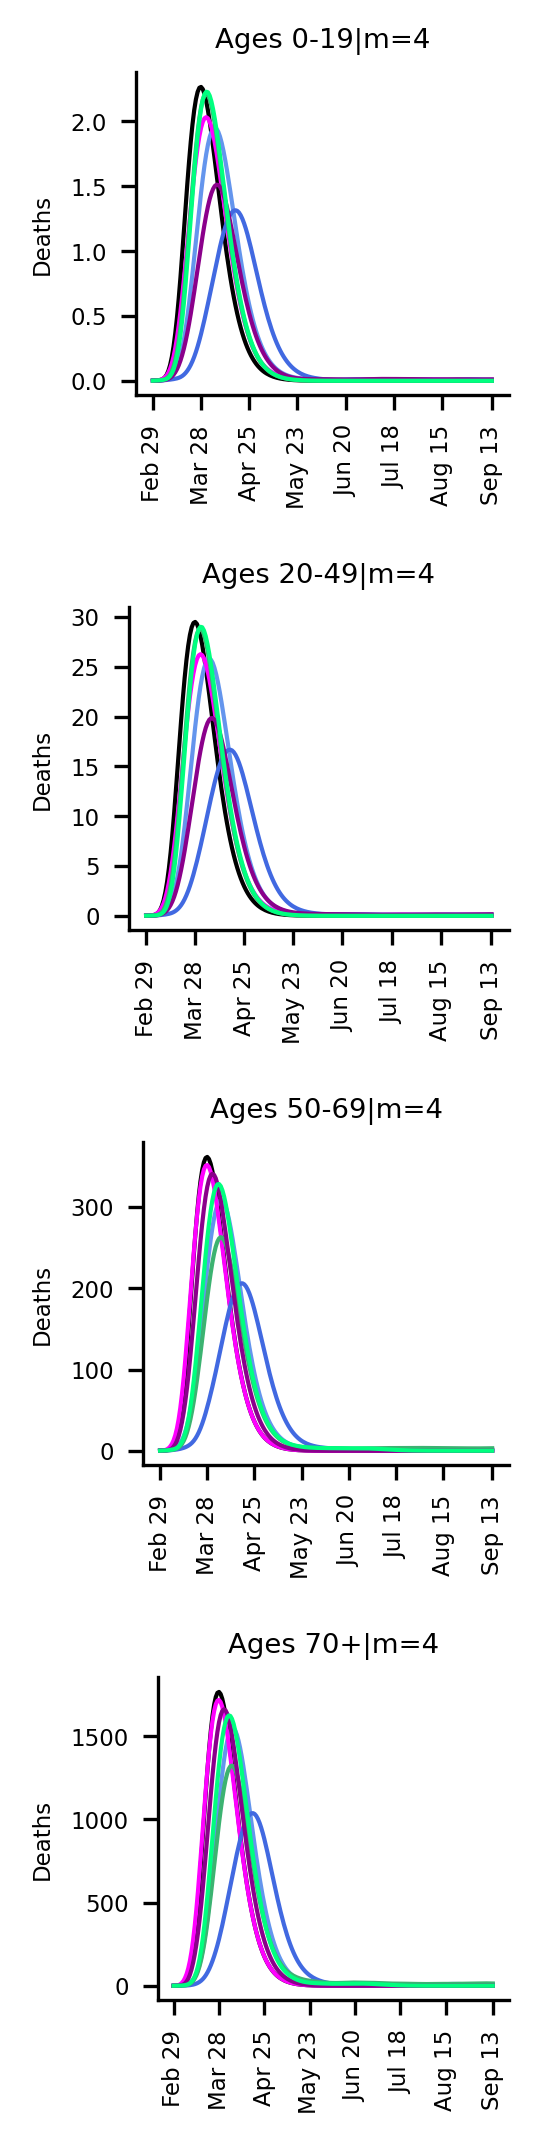 Ages 0-19|m=4
Deaths
2.0
1.5
1.0
0.5
0.0
Feb 29
Mar 28
Apr 25
May 23
Jun 20
Jul 18
Aug 15
Sep 13
Ages 20-49|m=4
Deaths
30
25
20
15
10
5
0
Feb 29
Mar 28
Apr 25
May 23
Jun 20
Jul 18
Aug 15
Sep 13
Ages 50-69|m=4
Deaths
300
200
100
0
Feb 29
Mar 28
Apr 25
May 23
Jun 20
Jul 18
Aug 15
Sep 13
Ages 70+|m=4
Deaths
1500
1000
500
0
Feb 29
Mar 28
Apr 25
May 23
Jun 20
Jul 18
Aug 15
Sep 13